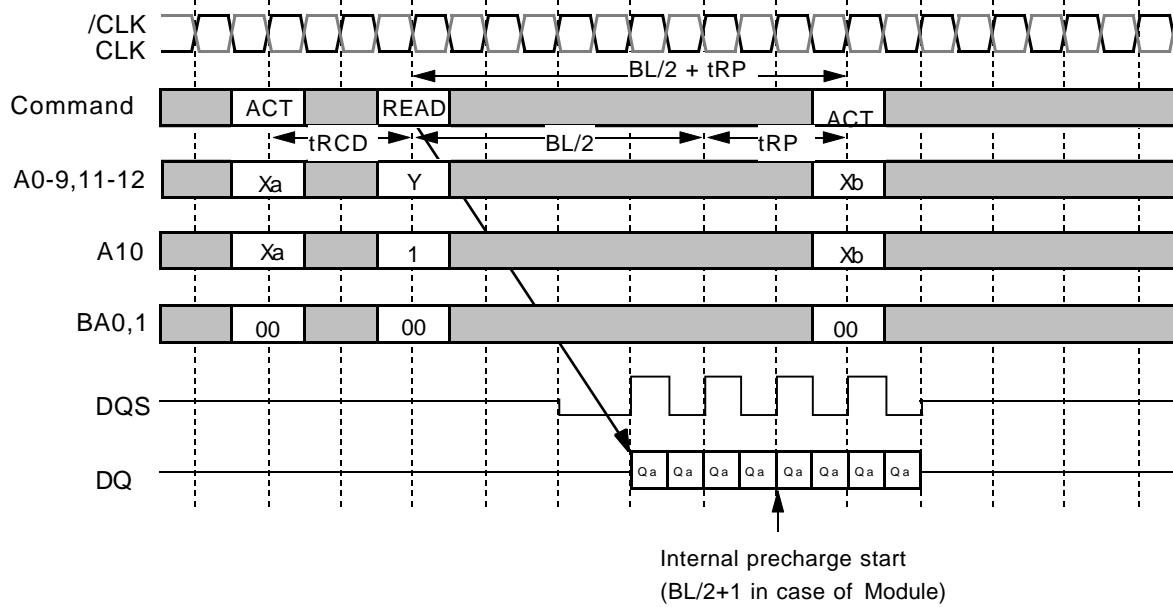 /CLK
CLK
BL/2 + tRP
Command ACT READ ACT
tRCD BL/2 tRP
A0-9,11-12 Xa Y Xb
A10 Xa 1 Xb
BA0,1 00 00 00
DQS
DQ Qa Qa Qa Qa Qa Qa Qa Qa
Internal precharge start
(BL/2+1 in case of Module)